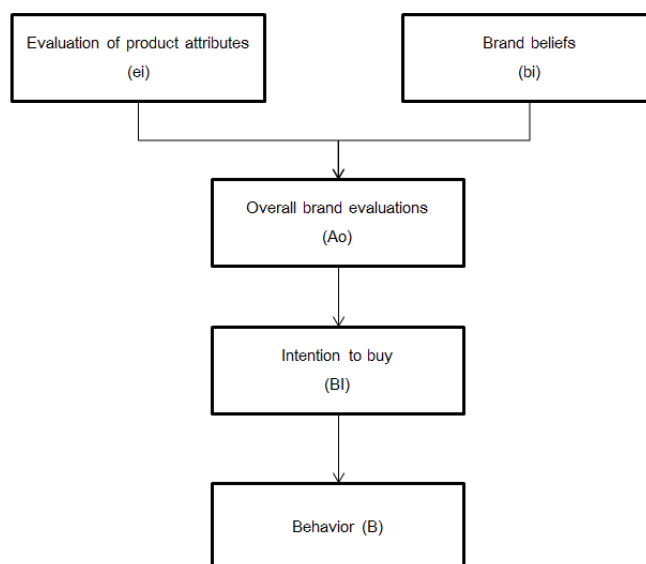 Evaluation of product attributes
(ei)
Brand beliefs
(bi)
Overall brand evaluations
(Ao)
Intention to buy
(BI)
Behavior (B)